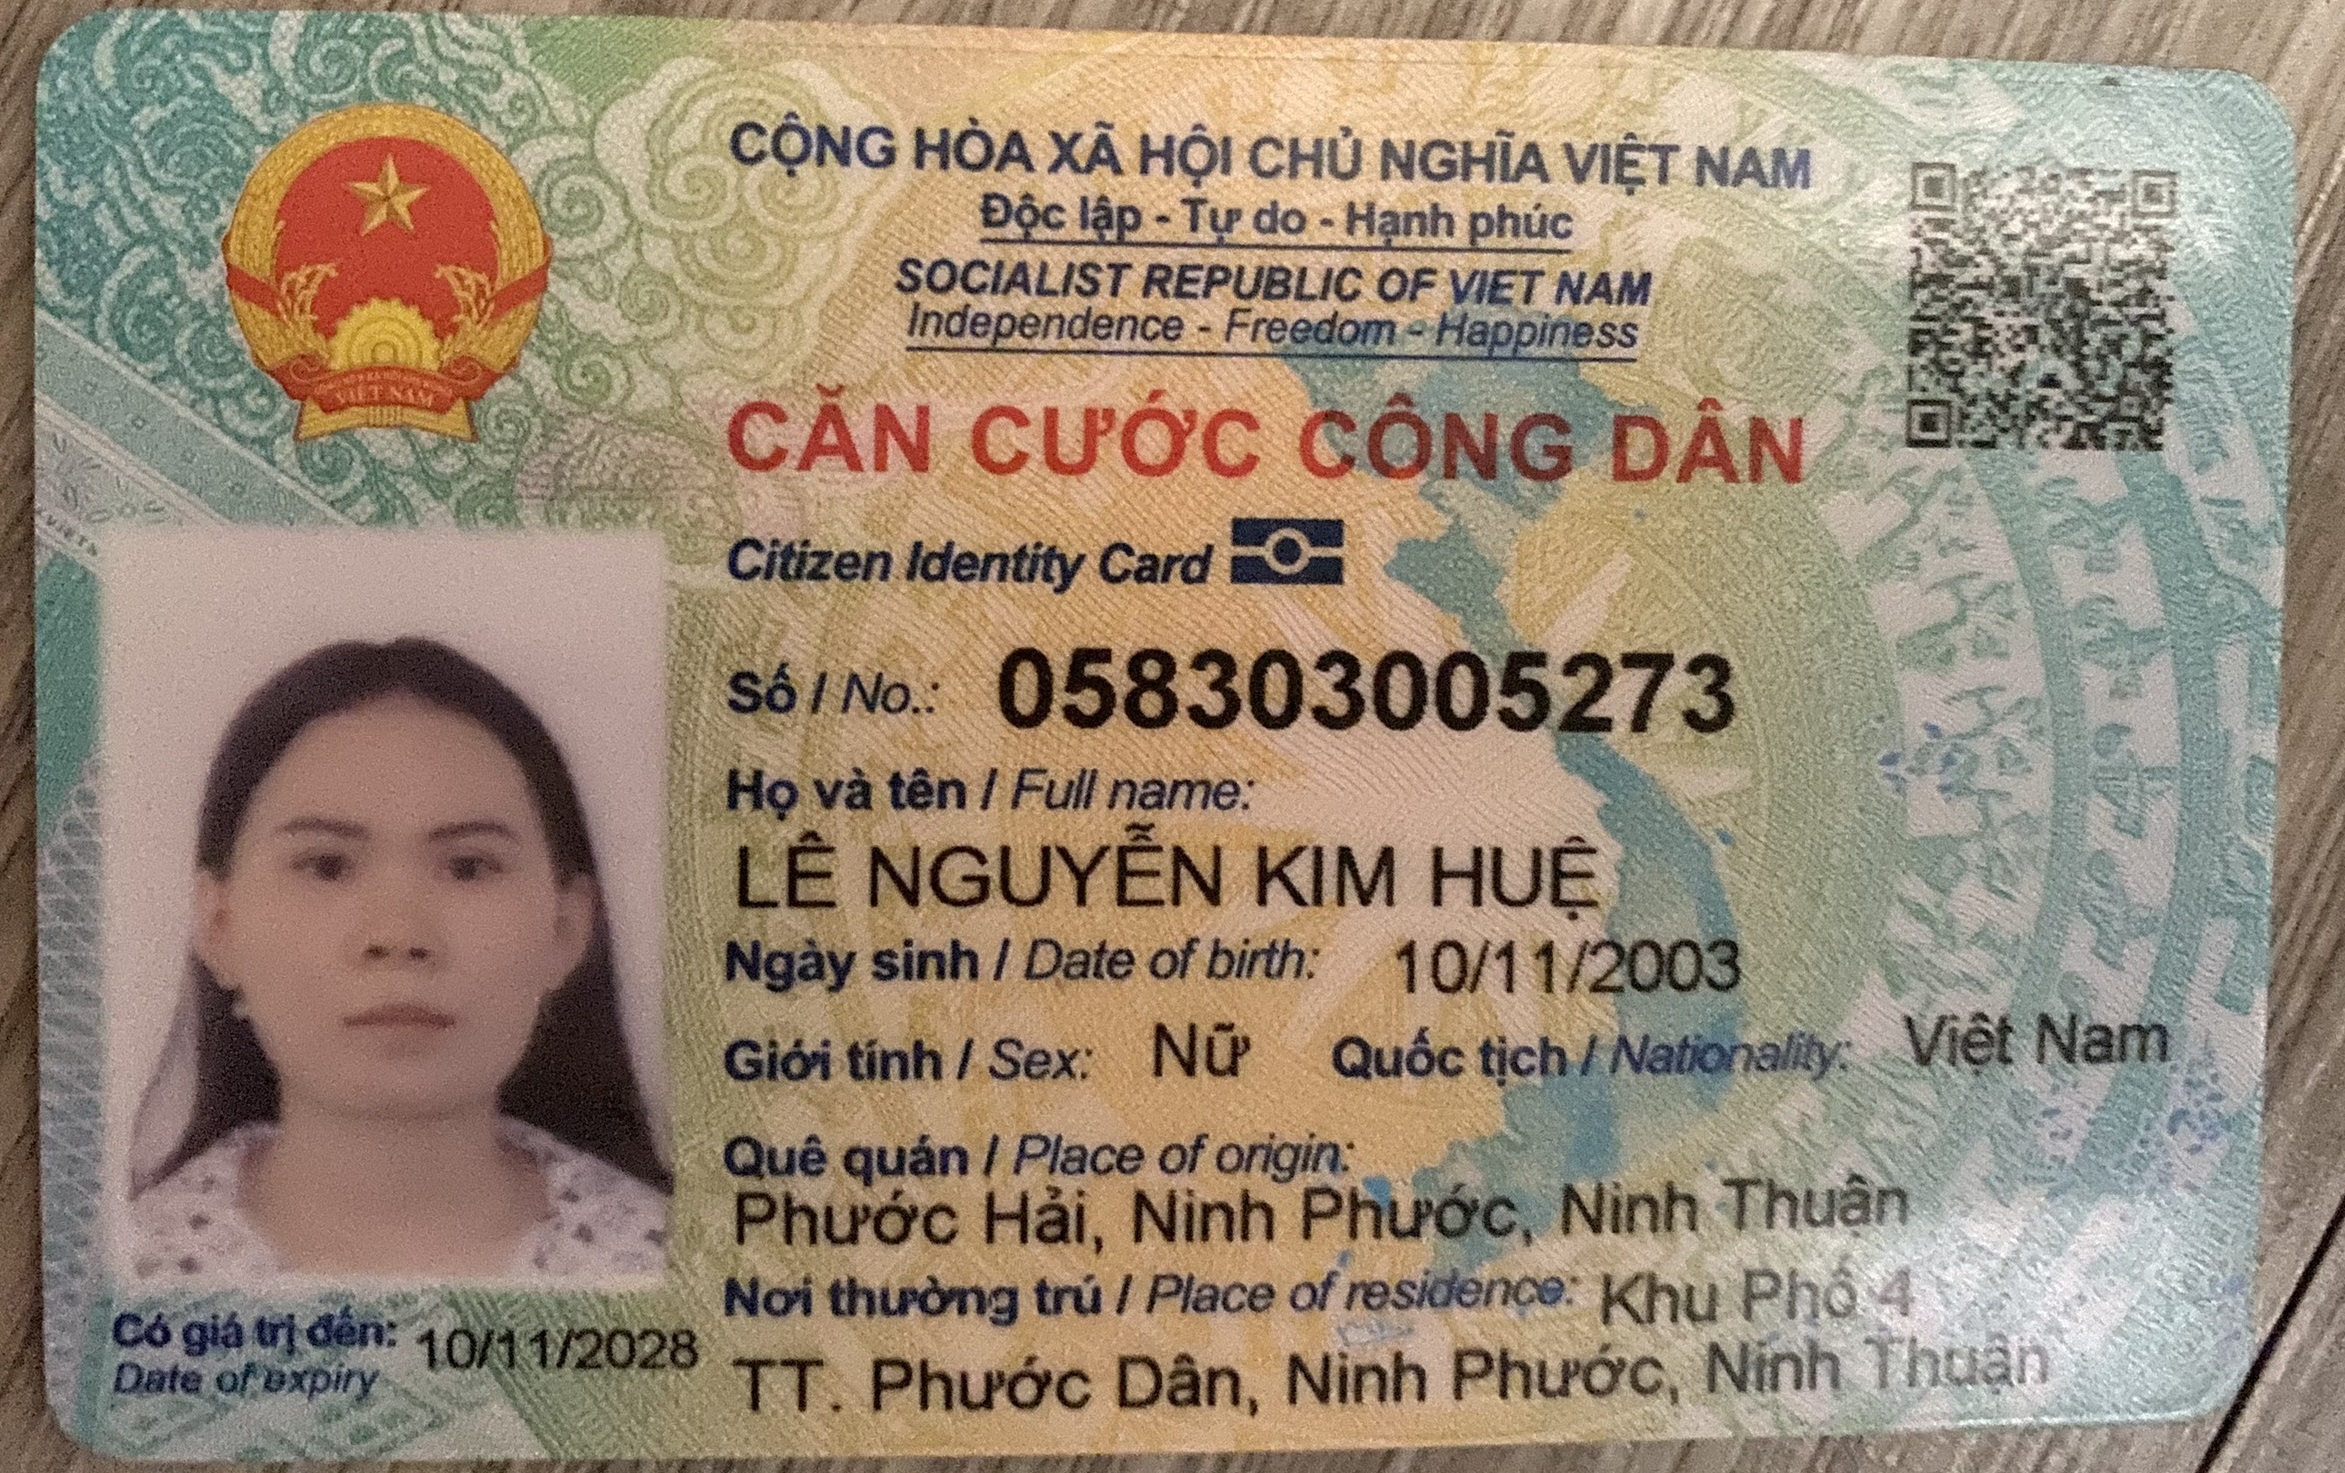 CỘNG HÒA XÃ HỘI CHỦ NGHĨA VIỆT NAM
Độc lập - Tự do - Hạnh phúc
SOCIALIST REPUBLIC OF VIET NAM
Independence - Freedom - Happiness
CĂN CƯỚC CÔNG DÂN
Citizen Identity Card
Số / No.: 058303005273
Họ và tên / Full name:
LÊ NGUYỄN KIM HUỆ
Ngày sinh / Date of birth: 10/11/2003
Giới tính / Sex: Nữ Quốc tịch / Nationality: Việt Nam
Quê quán / Place of origin:
Phước Hải, Ninh Phước, Ninh Thuận
Nơi thường trú / Place of residence: Khu Phố 4
TT. Phước Dân, Ninh Phước, Ninh Thuận
Có giá trị đến: 10/11/2028
Date of expiry
VIỆT NAM